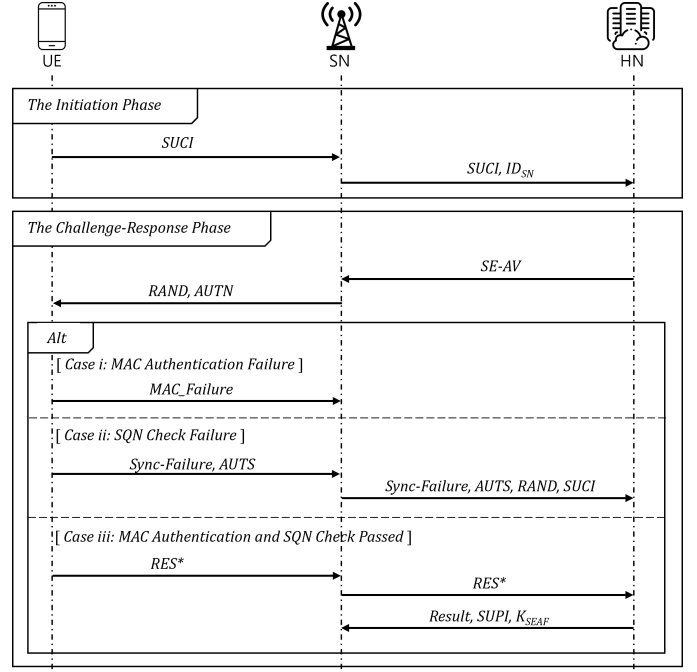 UE
SN
HN
The Initiation Phase
SUCI
SUCI, ID_SN
The Challenge-Response Phase
SE-AV
RAND, AUTN
Alt
[ Case i: MAC Authentication Failure ]
MAC_Failure
[ Case ii: SQN Check Failure ]
Sync-Failure, AUTS
Sync-Failure, AUTS, RAND, SUCI
[ Case iii: MAC Authentication and SQN Check Passed ]
RES*
RES*
Result, SUPI, K_SEAF